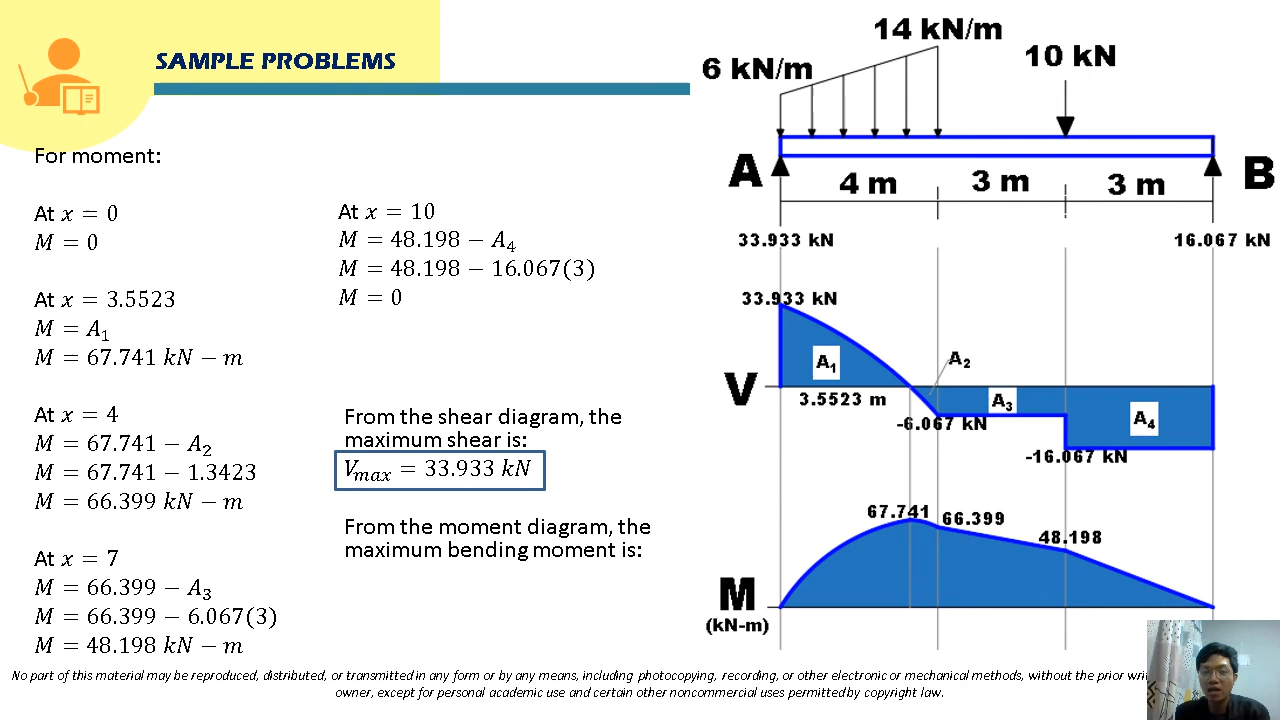 SAMPLE PROBLEMS
For moment:
At x = 0
M = 0
At x = 3.5523
M = A₁
M = 67.741 kN − m
At x = 4
M = 67.741 − A₂
M = 67.741 − 1.3423
M = 66.399 kN − m
At x = 7
M = 66.399 − A₃
M = 66.399 − 6.067(3)
M = 48.198 kN − m
At x = 10
M = 48.198 − A₄
M = 48.198 − 16.067(3)
M = 0
From the shear diagram, the
maximum shear is:
Vₘₐₓ = 33.933 kN
From the moment diagram, the
maximum bending moment is:
14 kN/m
6 kN/m
10 kN
A
B
4 m
3 m
3 m
33.933 kN
16.067 kN
33.933 kN
A₁
A₂
V
3.5523 m
A₃
A₄
-6.067 kN
-16.067 kN
67.741
66.399
48.198
M
(kN-m)
No part of this material may be reproduced, distributed, or transmitted in any form or by any means, including photocopying, recording, or other electronic or mechanical methods, without the prior
owner, except for personal academic use and certain other noncommercial uses permitted by copyright law.